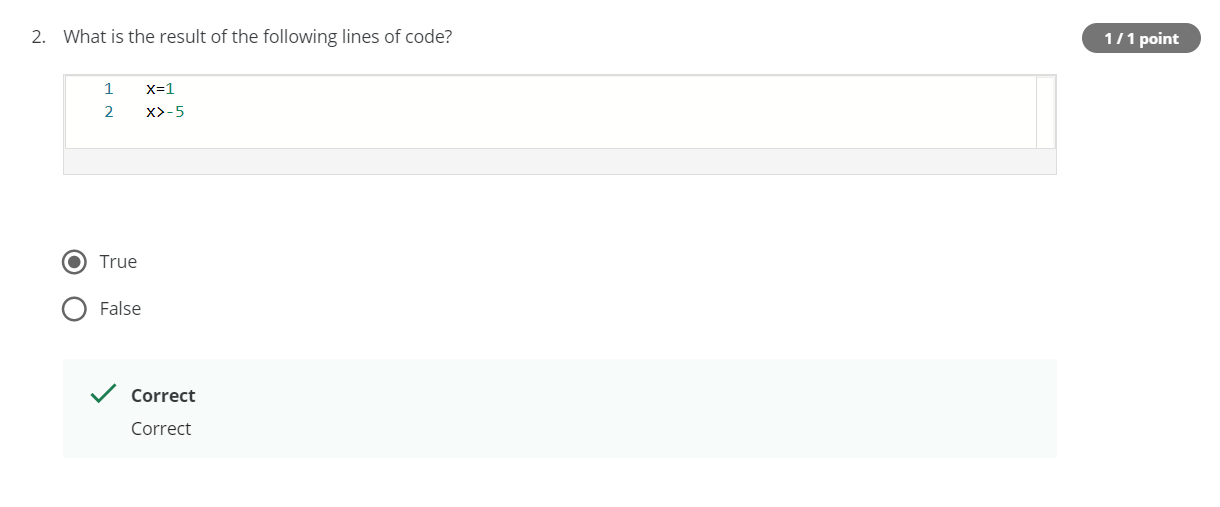 2. What is the result of the following lines of code?
1 / 1 point
1 x=1
2 x>-5
True
False
Correct
Correct